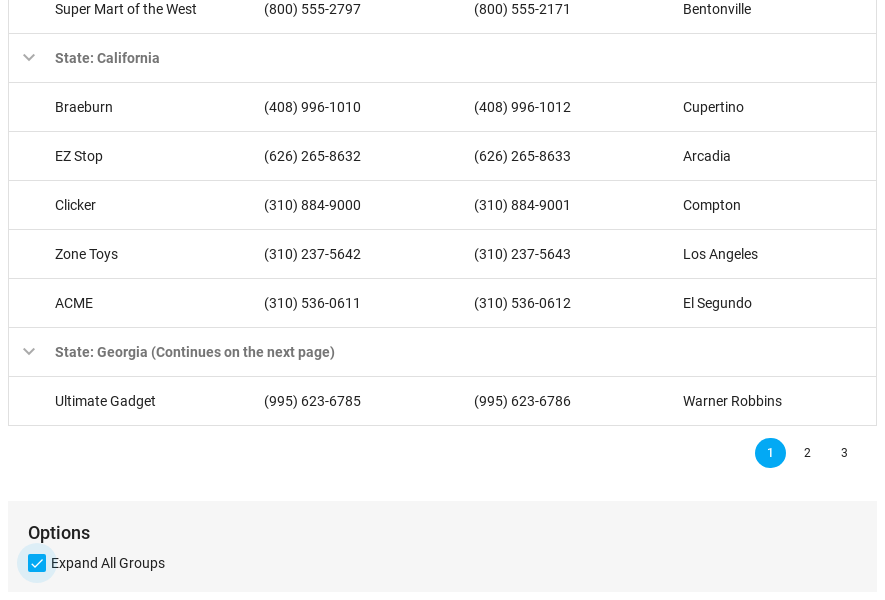 Super Mart of the West (800) 555-2797 (800) 555-2171 Bentonville
State: California
Braeburn (408) 996-1010 (408) 996-1012 Cupertino
EZ Stop (626) 265-8632 (626) 265-8633 Arcadia
Clicker (310) 884-9000 (310) 884-9001 Compton
Zone Toys (310) 237-5642 (310) 237-5643 Los Angeles
ACME (310) 536-0611 (310) 536-0612 El Segundo
State: Georgia (Continues on the next page)
Ultimate Gadget (995) 623-6785 (995) 623-6786 Warner Robbins
1 2 3
Options
Expand All Groups